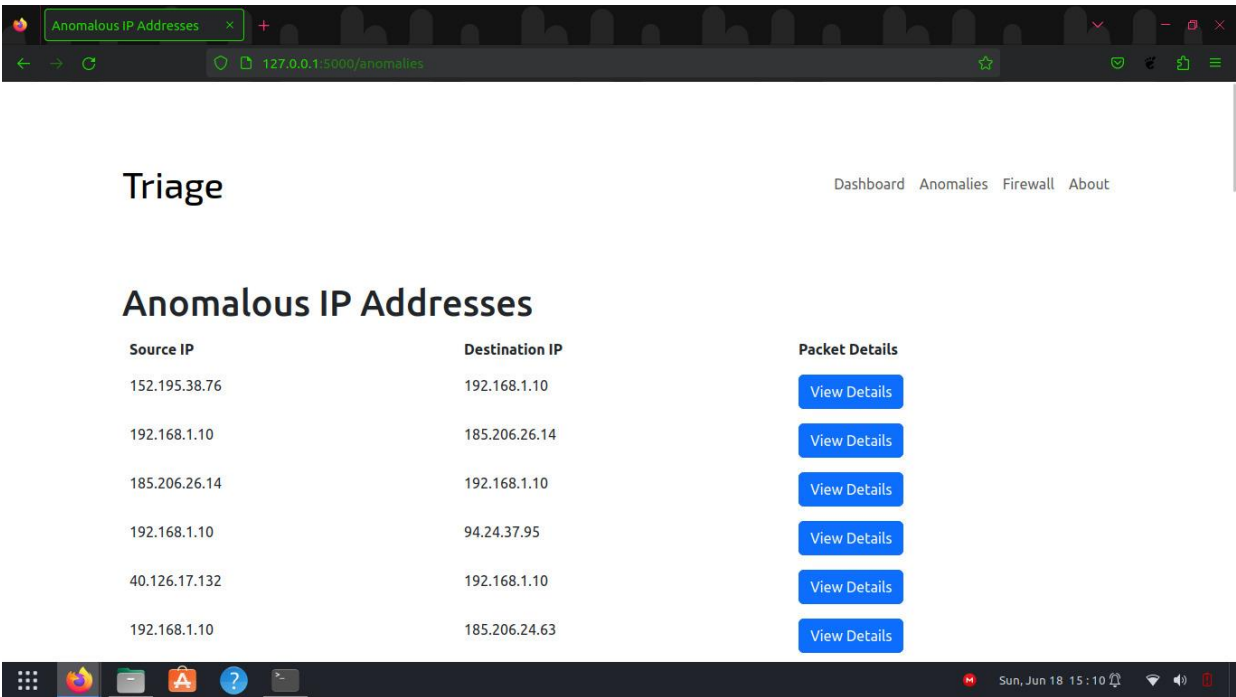 Anomalous IP Addresses
127.0.0.1:5000/anomalies
Triage
Dashboard Anomalies Firewall About
Anomalous IP Addresses
Source IP Destination IP Packet Details
152.195.38.76 192.168.1.10 View Details
192.168.1.10 185.206.26.14 View Details
185.206.26.14 192.168.1.10 View Details
192.168.1.10 94.24.37.95 View Details
40.126.17.132 192.168.1.10 View Details
192.168.1.10 185.206.24.63 View Details
Sun, Jun 18 15:10